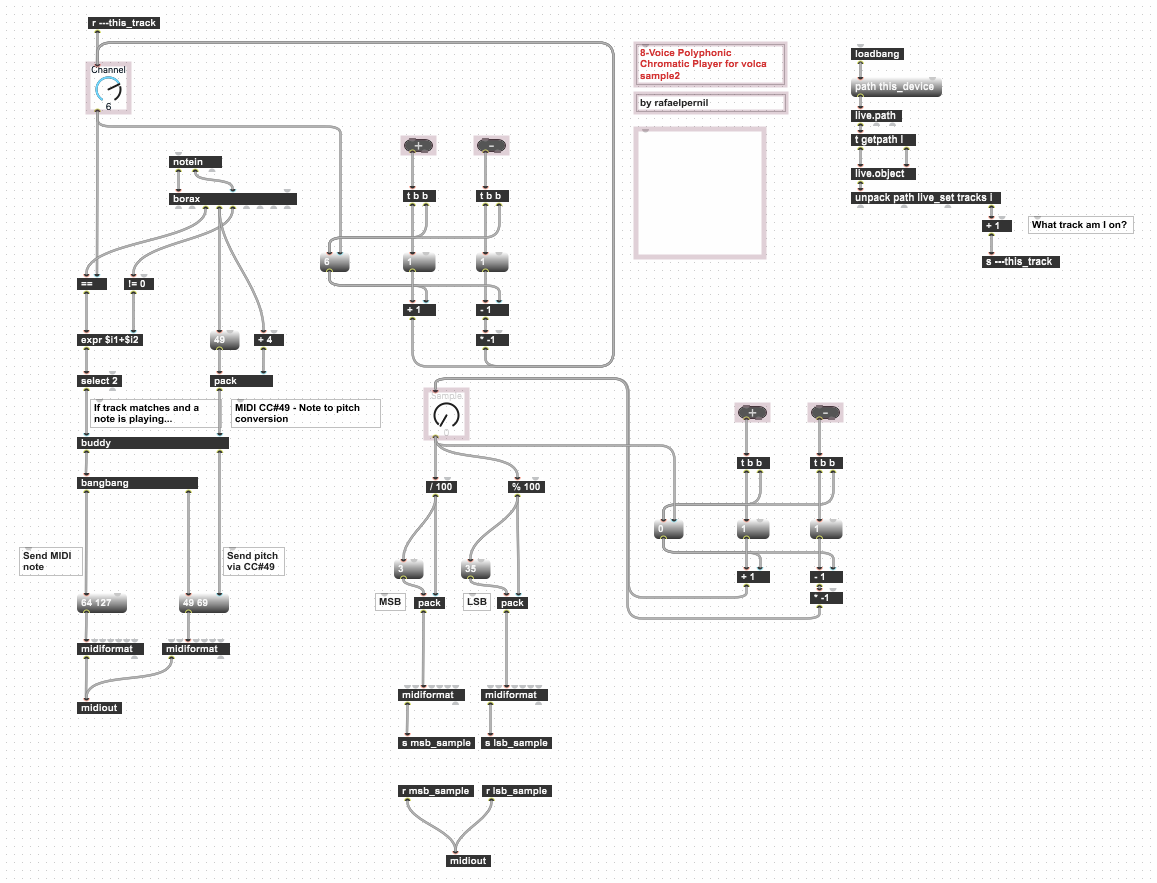 r ---this_track
Channel
6
notein
borax
==
!= 0
expr $i1+$i2
49
+ 4
select 2
pack
If track matches and a
note is playing...
MIDI CC#49 - Note to pitch
conversion
buddy
bangbang
Send MIDI
note
Send pitch
via CC#49
64 127
49 69
midiformat
midiformat
midiout
+
-
t b b
t b b
6
1
1
+ 1
- 1
* -1
8-Voice Polyphonic
Chromatic Player for volca
sample2
by rafaelpernil
loadbang
path this_device
live.path
t getpath l
live.object
unpack path live_set tracks i
+ 1
What track am I on?
s ---this_track
Sample
0
/ 100
% 100
3
35
MSB
pack
LSB
pack
midiformat
midiformat
s msb_sample
s lsb_sample
r msb_sample
r lsb_sample
midiout
+
-
t b b
t b b
0
1
1
+ 1
- 1
* -1